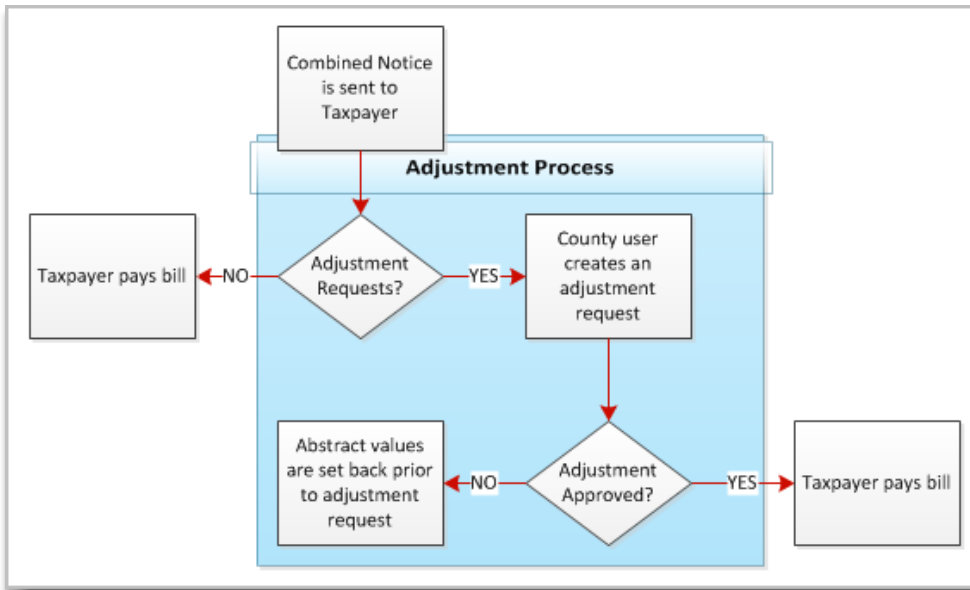 Combined Notice
is sent to
Taxpayer
Adjustment Process
Taxpayer pays bill
NO
Adjustment
Requests?
YES
County user
creates an
adjustment
request
Abstract values
are set back prior
to adjustment
request
NO
Adjustment
Approved?
YES
Taxpayer pays bill